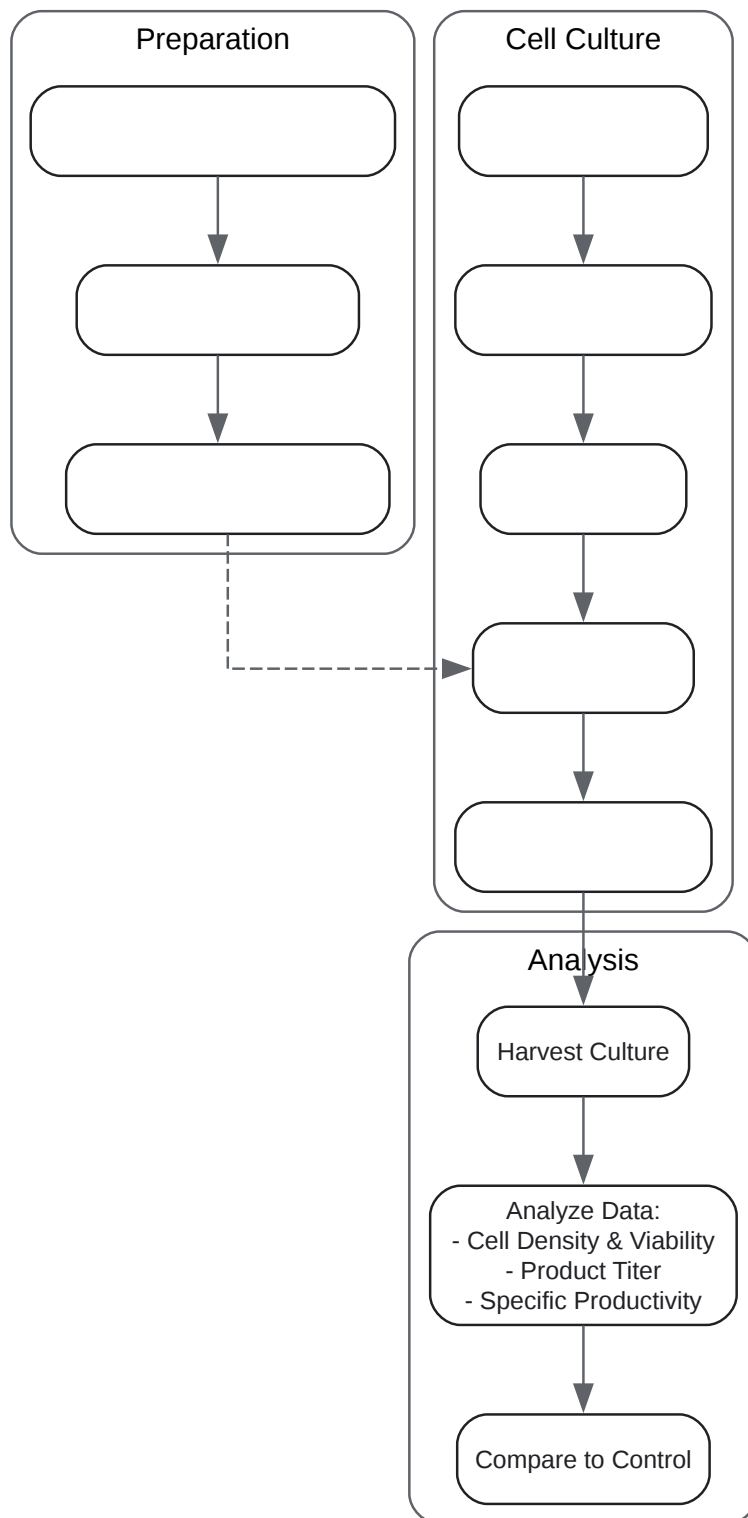 Preparation
Cell Culture
Analysis
Harvest Culture
Analyze Data:
- Cell Density & Viability
- Product Titer
- Specific Productivity
Compare to Control